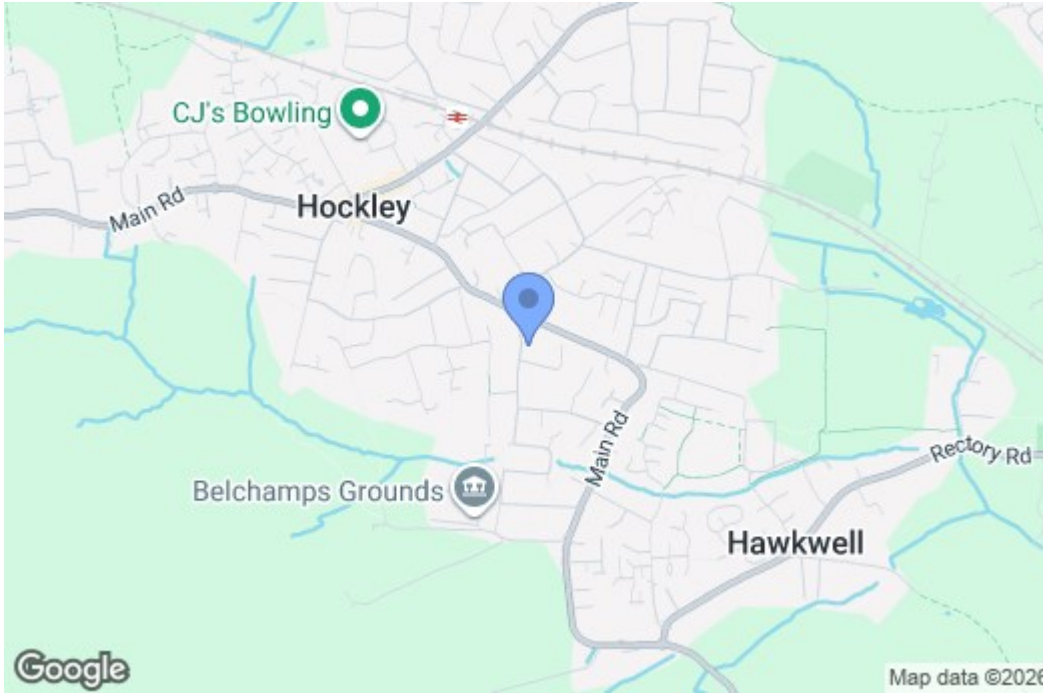 CJ's Bowling
Main Rd
Hockley
Main Rd
Rectory Rd
Belchamps Grounds
Hawkwell
Google
Map data ©2026